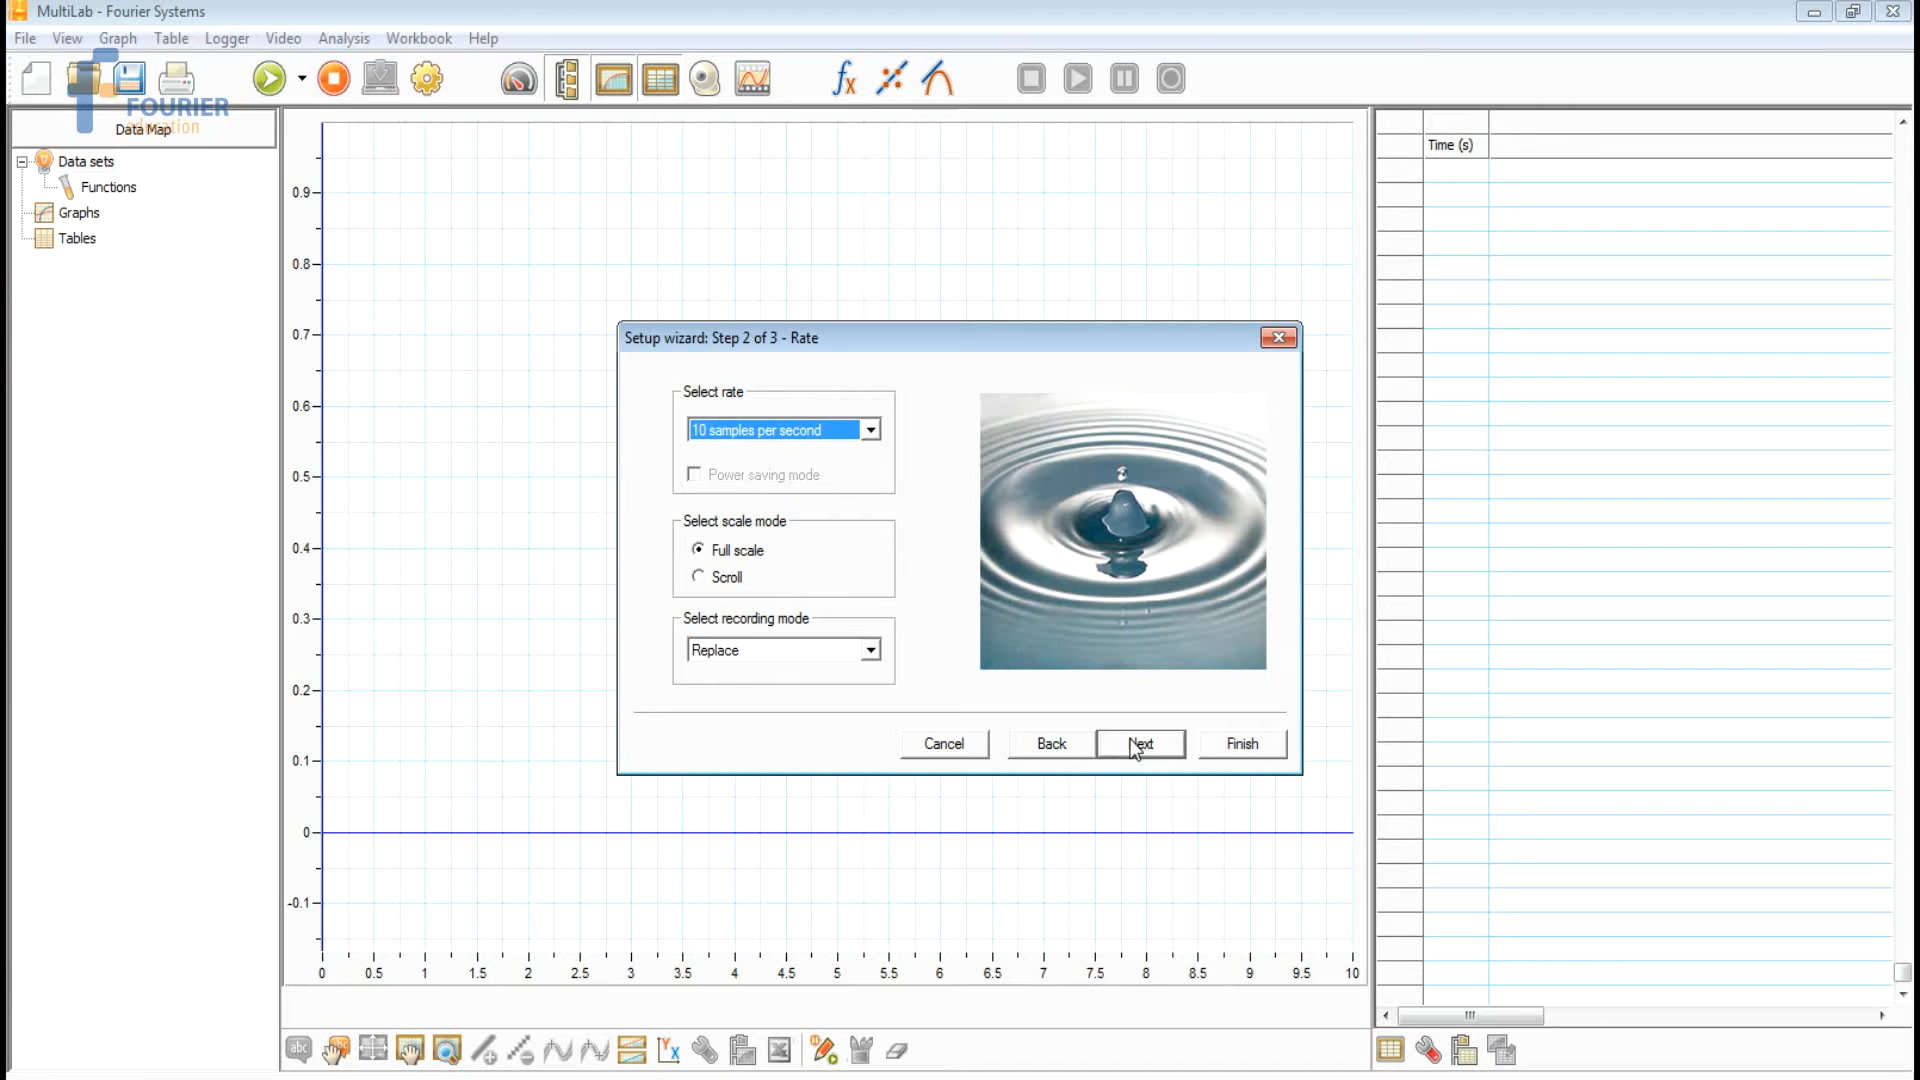 MultiLab - Fourier Systems
File View Graph Table Logger Video Analysis Workbook Help
FOURIER
education
Data Map
Data sets
Functions
Graphs
Tables
Time (s)
0.9
0.8
0.7
0.6
0.5
0.4
0.3
0.2
0.1
0
-0.1
0 0.5 1 1.5 2 2.5 3 3.5 4 4.5 5 5.5 6 6.5 7 7.5 8 8.5 9 9.5 10
Setup wizard: Step 2 of 3 - Rate
Select rate
10 samples per second
Power saving mode
Select scale mode
Full scale
Scroll
Select recording mode
Replace
Cancel Back Next Finish
fx
abc
abc
Y x